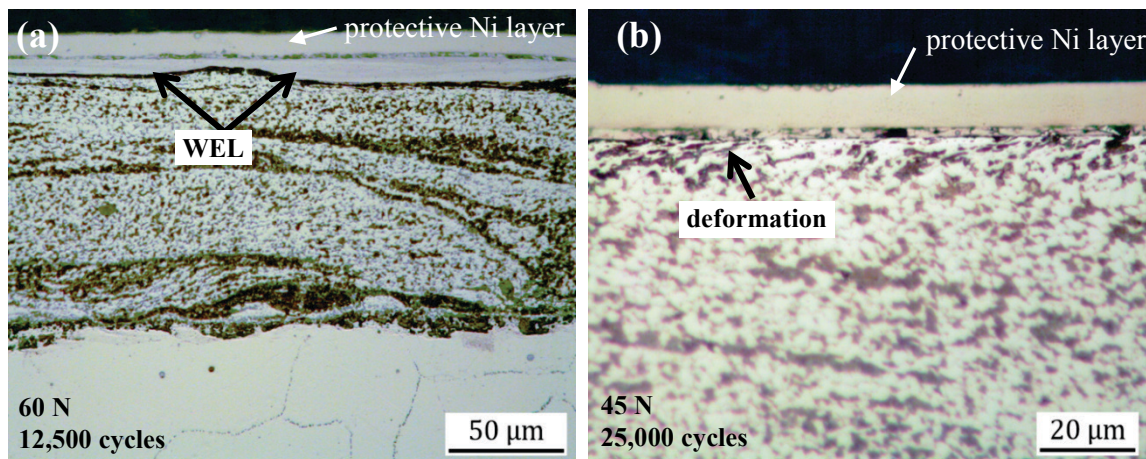 (a)
protective Ni layer
WEL
60 N
12,500 cycles
50 μm
(b)
protective Ni layer
deformation
45 N
25,000 cycles
20 μm